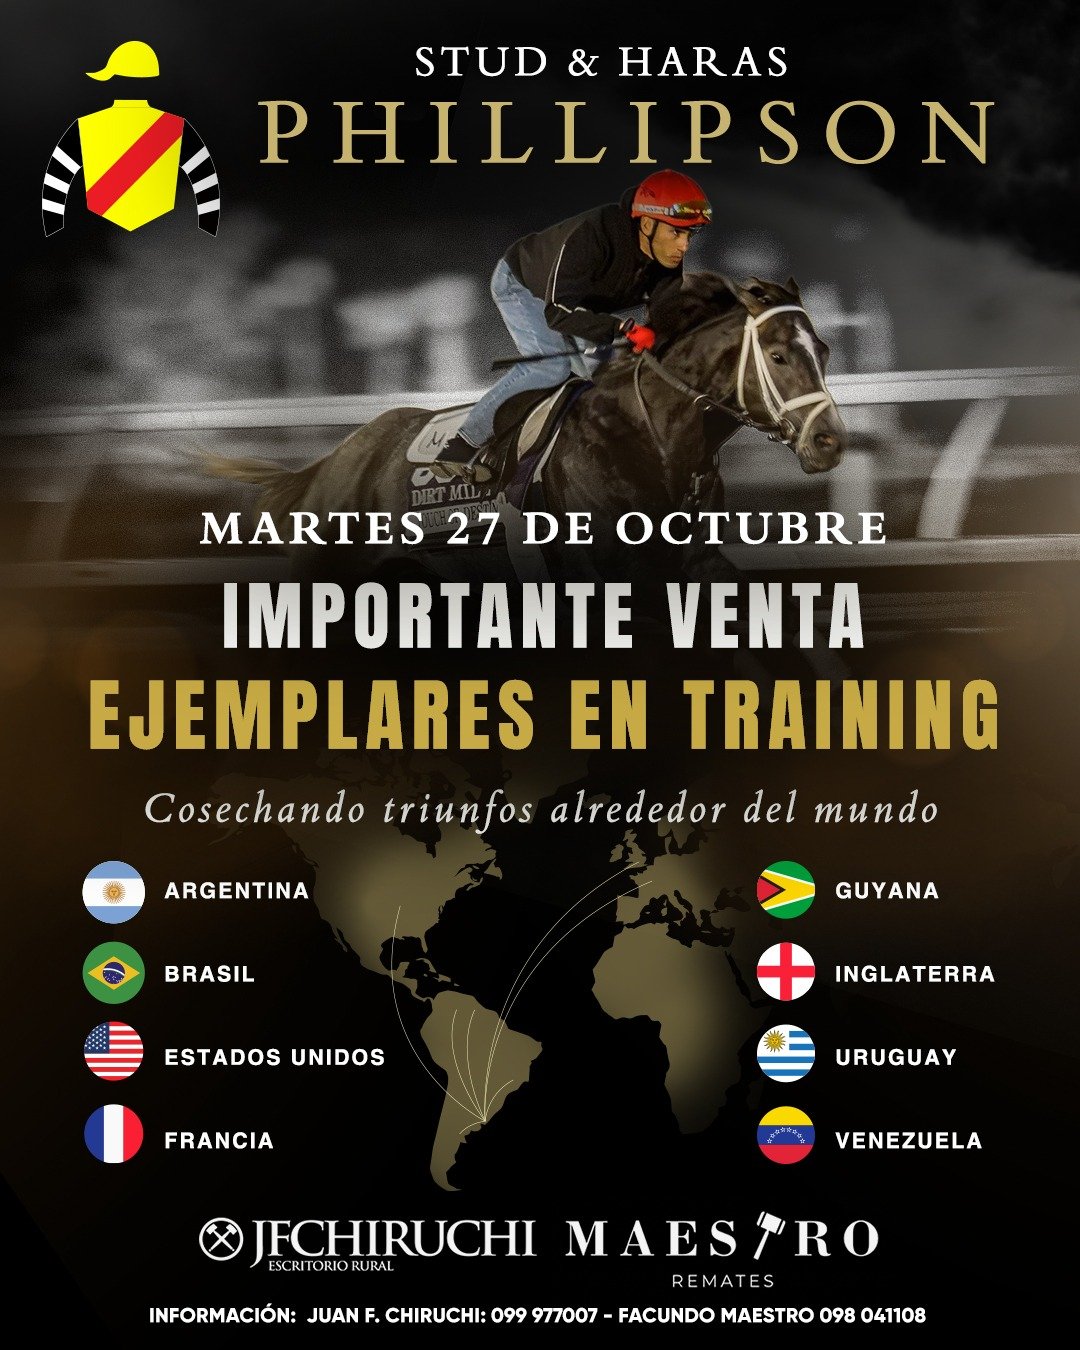 STUD & HARAS
PHILLIPSON
DIRT MIL
MARTES 27 DE OCTUBRE
IMPORTANTE VENTA
EJEMPLARES EN TRAINING
Cosechando triunfos alrededor del mundo
ARGENTINA
BRASIL
ESTADOS UNIDOS
FRANCIA
GUYANA
INGLATERRA
URUGUAY
VENEZUELA
JFCHIRUCHI
ESCRITORIO RURAL
MAESTRO
REMATES
INFORMACIÓN: JUAN F. CHIRUCHI: 099 977007 - FACUNDO MAESTRO 098 041108